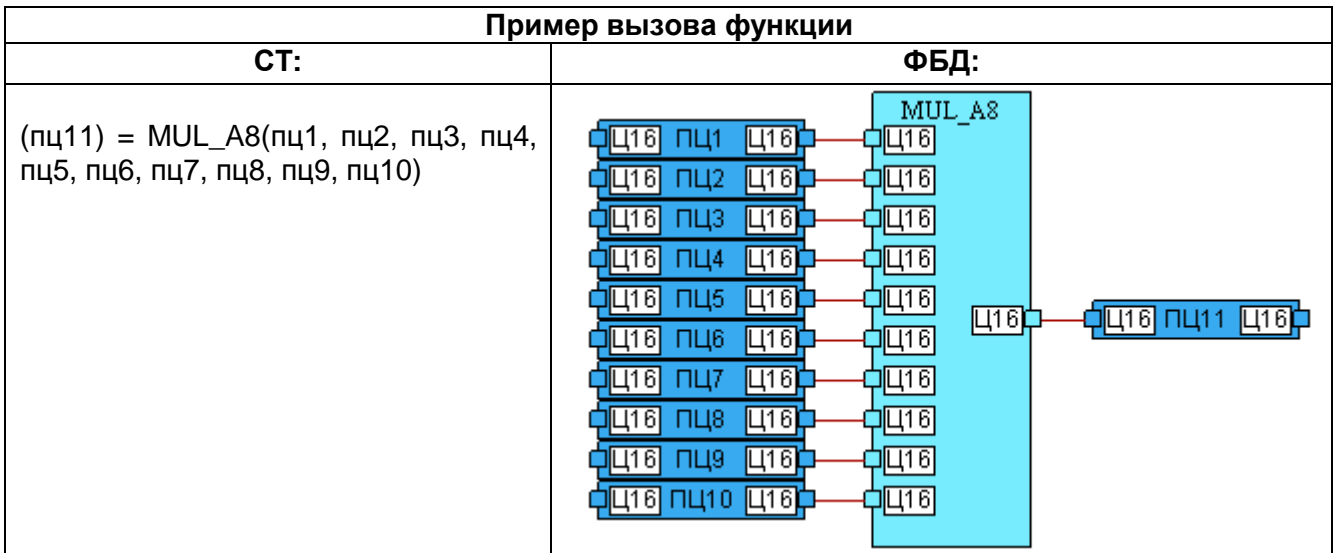 Пример вызова функции
СТ: ФБД:
(пц11) = MUL_A8(пц1, пц2, пц3, пц4,
пц5, пц6, пц7, пц8, пц9, пц10)
MUL_A8
Ц16 ПЦ1 Ц16 Ц16
Ц16 ПЦ2 Ц16 Ц16
Ц16 ПЦ3 Ц16 Ц16
Ц16 ПЦ4 Ц16 Ц16
Ц16 ПЦ5 Ц16 Ц16
Ц16 Ц16 ПЦ11 Ц16
Ц16 ПЦ6 Ц16 Ц16
Ц16 ПЦ7 Ц16 Ц16
Ц16 ПЦ8 Ц16 Ц16
Ц16 ПЦ9 Ц16 Ц16
Ц16 ПЦ10 Ц16 Ц16